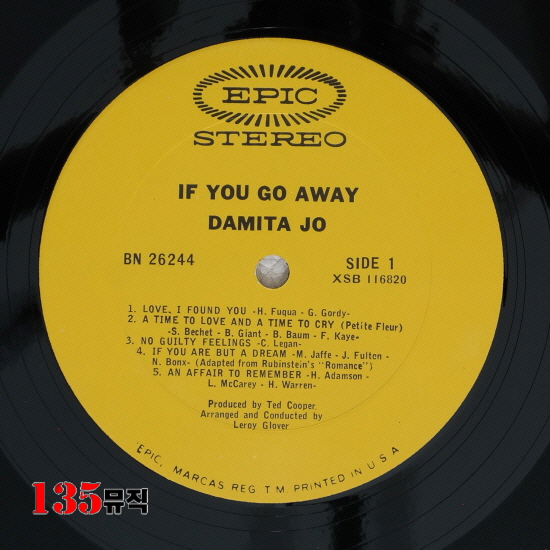 EPIC
STEREO
IF YOU GO AWAY
DAMITA JO
BN 26244
SIDE 1
XSB 116820
1. LOVE, I FOUND YOU -H. Fuqua - G. Gordy-
2. A TIME TO LOVE AND A TIME TO CRY (Petite Fleur)
-S. Bechet - B. Giant - B. Baum - F. Kaye-
3. NO GUILTY FEELINGS -C. Legan-
4. IF YOU ARE BUT A DREAM -M. Jaffe - J. Fulton -
N. Bonx- (Adapted from Rubinstein's "Romance")
5. AN AFFAIR TO REMEMBER -H. Adamson -
L. McCarey - H. Warren-
Produced by Ted Cooper
Arranged and Conducted by
Leroy Glover
"EPIC, MARCAS REG. T.M. PRINTED IN U.S.A.
135뮤직